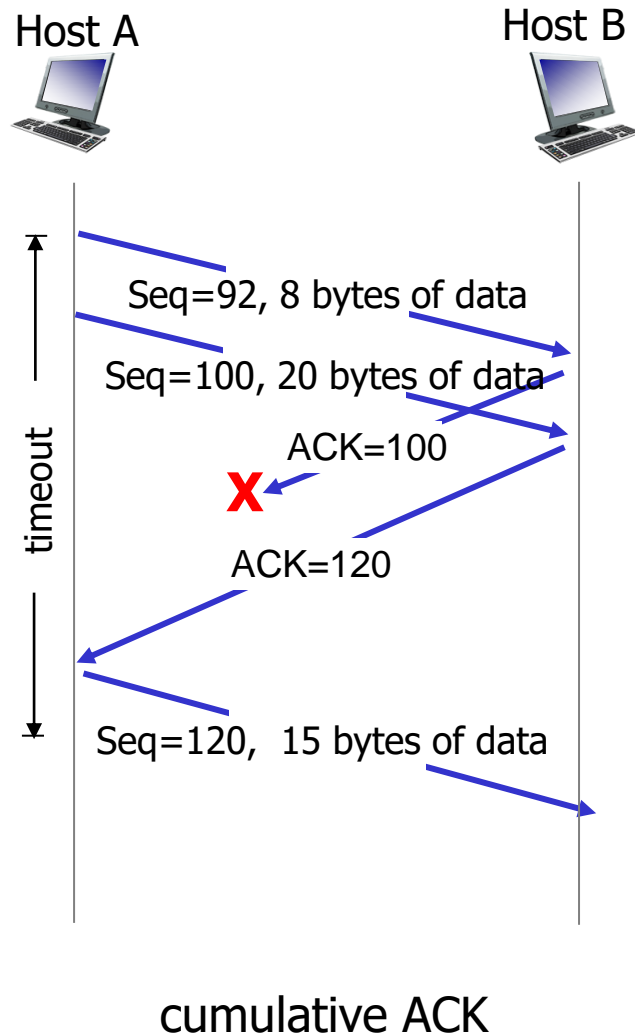 Host A
Host B
Seq=92, 8 bytes of data
Seq=100, 20 bytes of data
ACK=100
X
timeout
ACK=120
Seq=120, 15 bytes of data
cumulative ACK